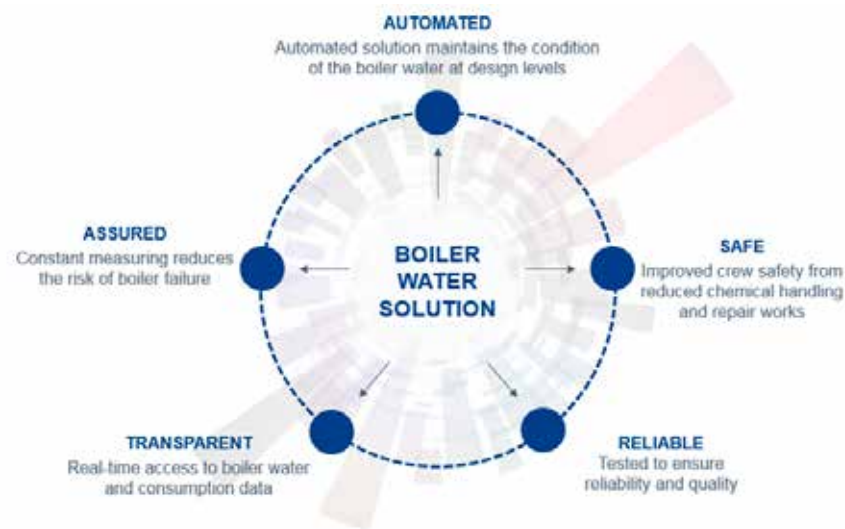 AUTOMATED
Automated solution maintains the condition
of the boiler water at design levels
ASSURED
Constant measuring reduces
the risk of boiler failure
BOILER
WATER
SOLUTION
SAFE
Improved crew safety from
reduced chemical handling
and repair works
TRANSPARENT
Real-time access to boiler water
and consumption data
RELIABLE
Tested to ensure
reliability and quality